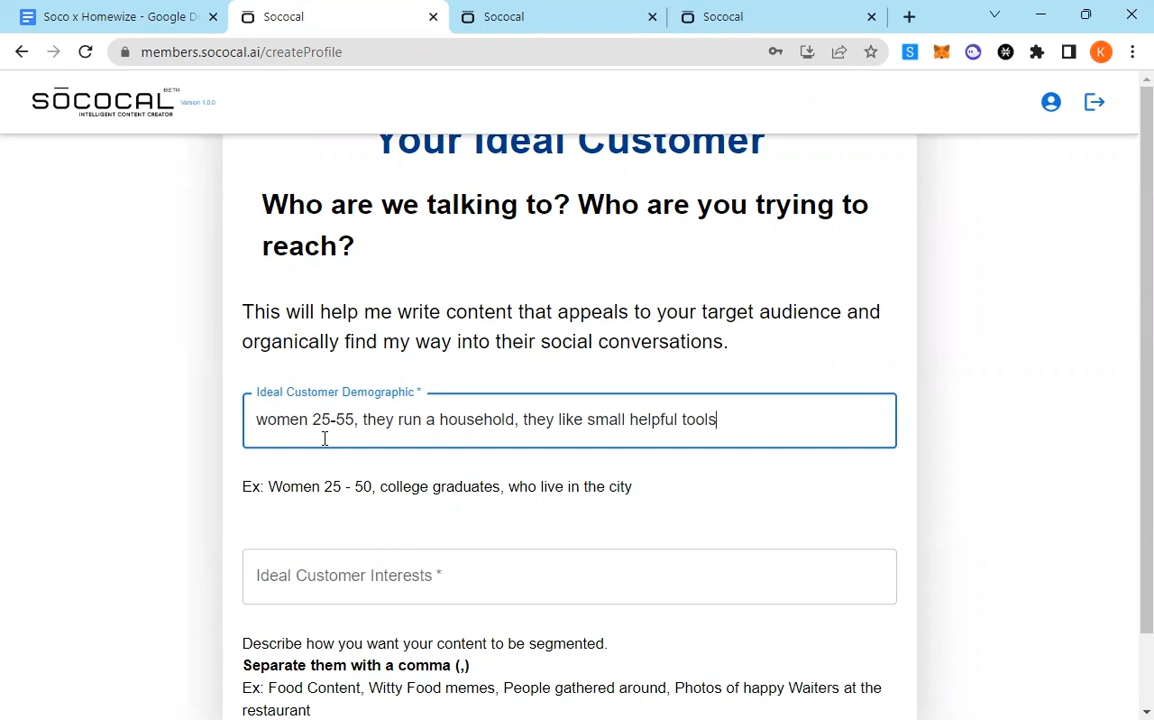 Soco x Homewize - Google D
Sococal
Sococal
Sococal
members.sococal.ai/createProfile
S
K
SŌCOCAL
BETA
Version 1.0.0
INTELLIGENT CONTENT CREATOR
Your Ideal Customer
Who are we talking to? Who are you trying to
reach?
This will help me write content that appeals to your target audience and
organically find my way into their social conversations.
Ideal Customer Demographic *
women 25-55, they run a household, they like small helpful tools
Ex: Women 25 - 50, college graduates, who live in the city
Ideal Customer Interests *
Describe how you want your content to be segmented.
Separate them with a comma (,)
Ex: Food Content, Witty Food memes, People gathered around, Photos of happy Waiters at the
restaurant